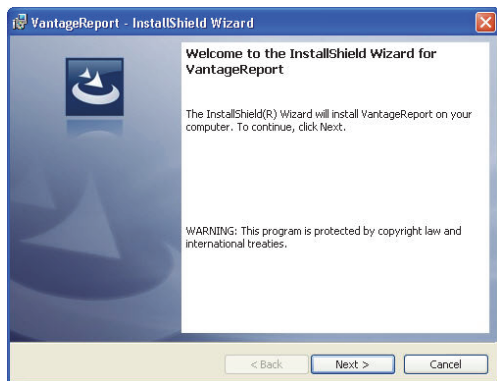 VantageReport - InstallShield Wizard
Welcome to the InstallShield Wizard for
VantageReport
The InstallShield(R) Wizard will install VantageReport on your
computer. To continue, click Next.
WARNING: This program is protected by copyright law and
international treaties.
< Back
Next >
Cancel